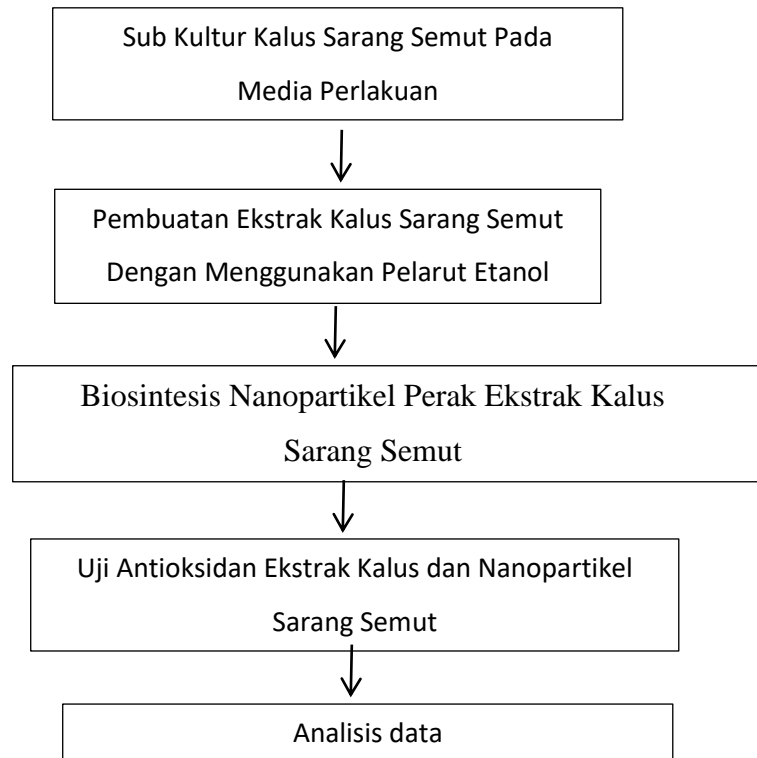 Sub Kultur Kalus Sarang Semut Pada
Media Perlakuan
Pembuatan Ekstrak Kalus Sarang Semut
Dengan Menggunakan Pelarut Etanol
Biosintesis Nanopartikel Perak Ekstrak Kalus
Sarang Semut
Uji Antioksidan Ekstrak Kalus dan Nanopartikel
Sarang Semut
Analisis data